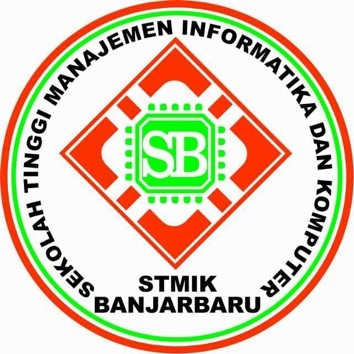 SEKOLAH TINGGI MANAJEMEN INFORMATIKA DAN KOMPUTER
SB
STMIK
BANJARBARU